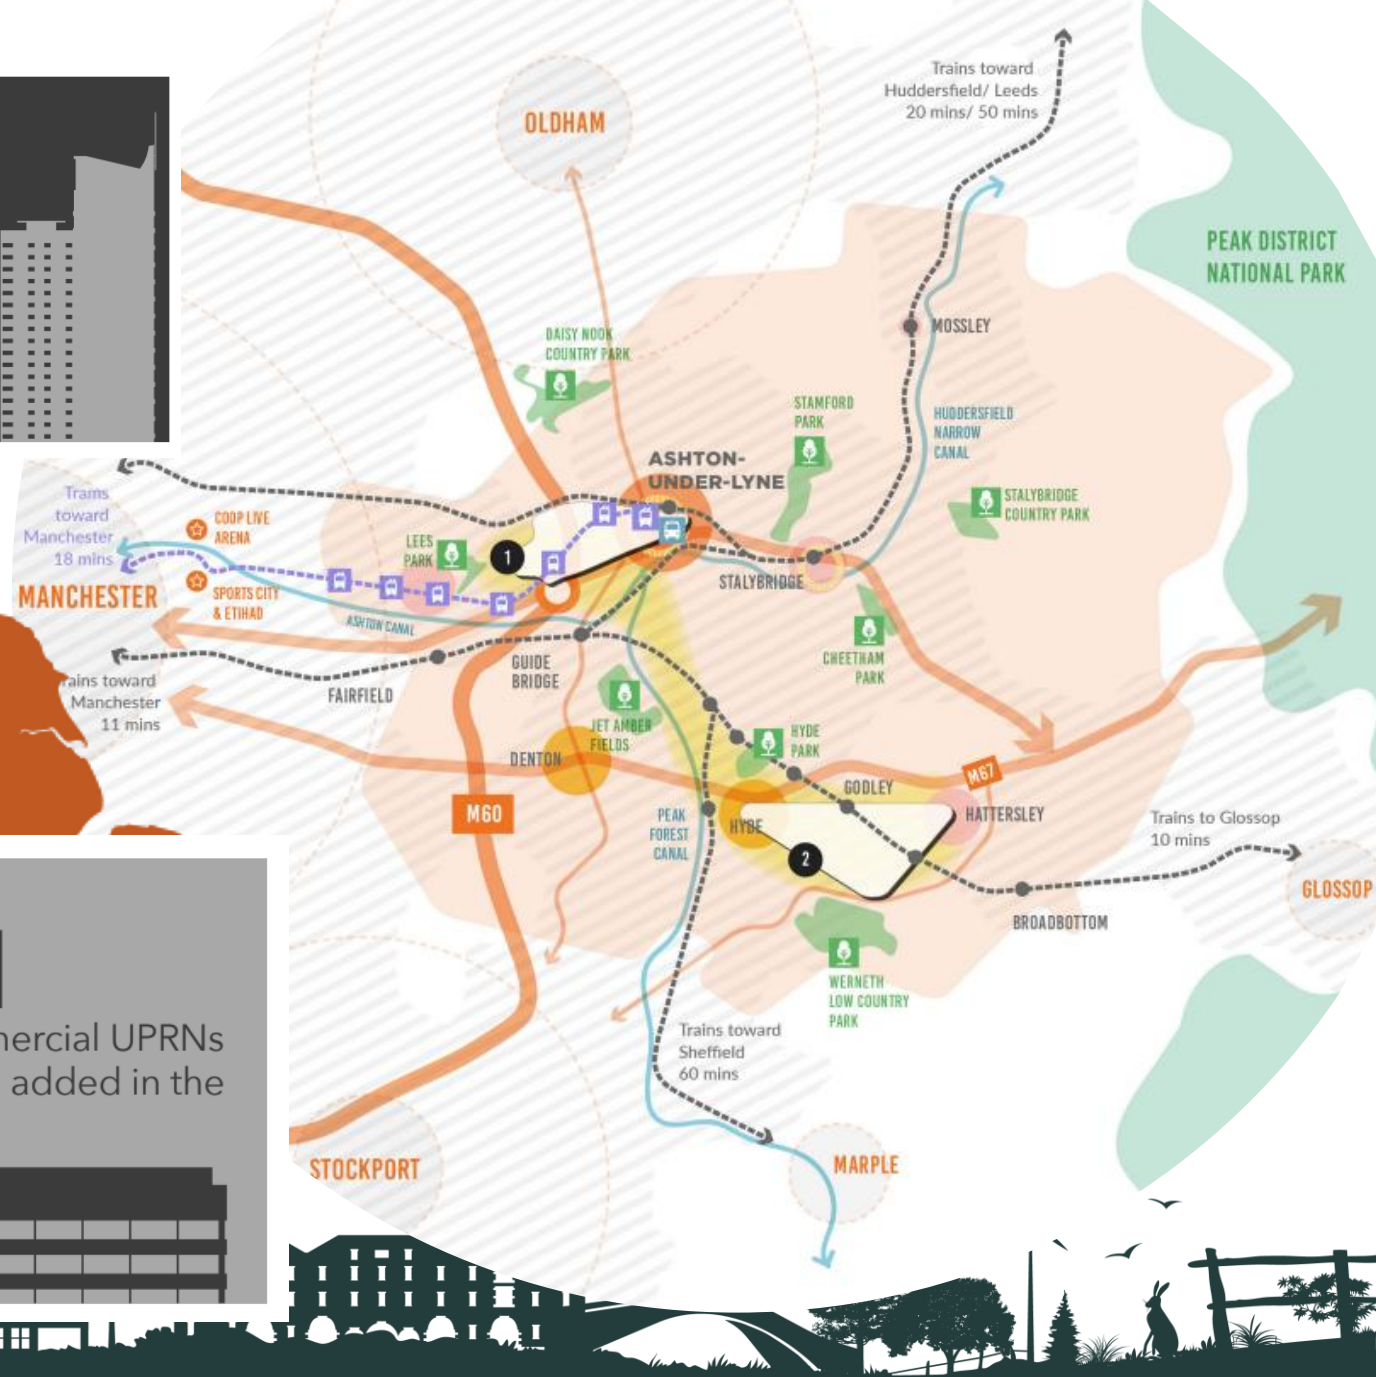 Trains toward
Huddersfield/ Leeds
20 mins/ 50 mins
OLDHAM
PEAK DISTRICT
NATIONAL PARK
MOSSLEY
DAISY NOOK
COUNTRY PARK
STAMFORD
PARK
HUDDERSFIELD
NARROW
CANAL
ASHTON-
UNDER-LYNE
STALYBRIDGE
COUNTRY PARK
Trams
toward
Manchester
18 mins
COOP LIVE
ARENA
LEES
PARK
1
STALYBRIDGE
MANCHESTER
SPORTS CITY
& ETIHAD
ASHTON CANAL
CHEETHAM
PARK
GUIDE
BRIDGE
FAIRFIELD
rains toward
Manchester
11 mins
JET AMBER
FIELDS
HYDE
PARK
DENTON
M67
GODLEY
M60
PEAK
FOREST
CANAL
HYDE
HATTERSLEY
2
Trains to Glossop
10 mins
GLOSSOP
BROADBOTTOM
WERNETH
LOW COUNTRY
PARK
Trains toward
Sheffield
60 mins
mercial UPRNs
added in the
STOCKPORT
MARPLE